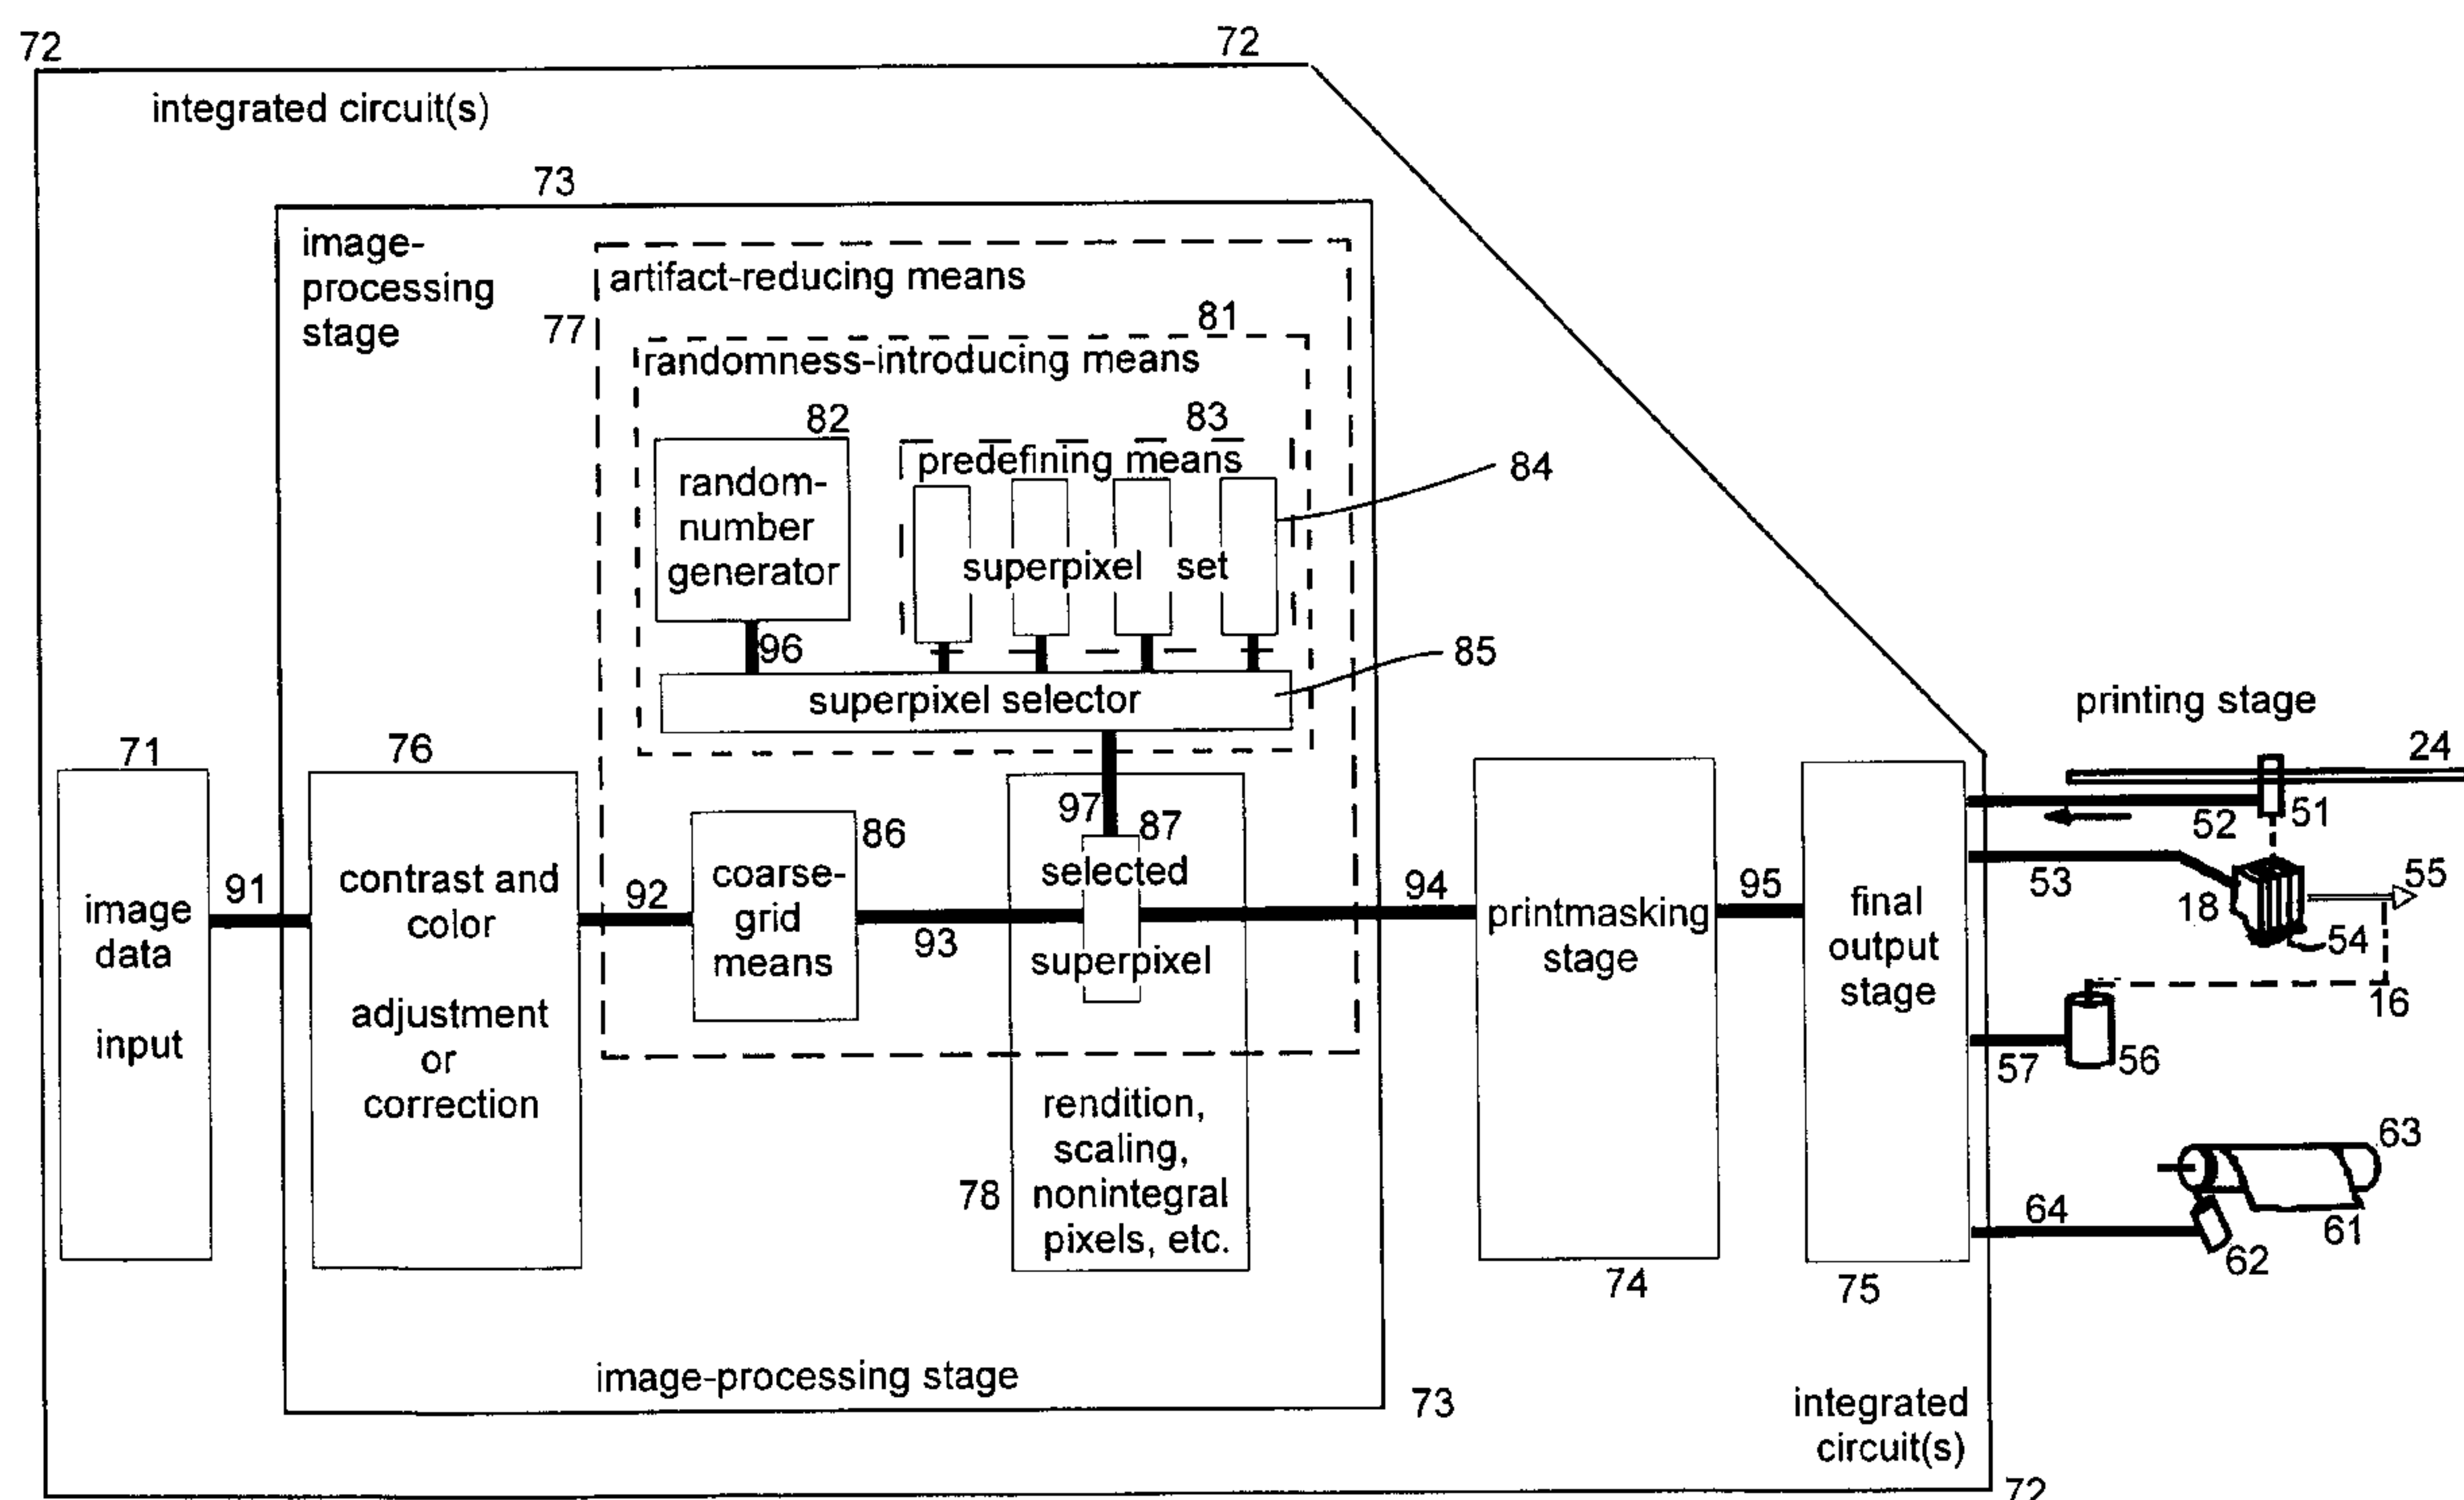 72
72
integrated circuit(s)
73
image-
processing
stage
artifact-reducing means
77
81
randomness-introducing means
82
83
random-
number
generator
predefining means
84
superpixel set
96
85
superpixel selector
printing stage
71
76
24
image
data
input
91
contrast and
color
adjustment
or
correction
92
86
coarse-
grid
means
93
97
87
selected
superpixel
94
printmasking
stage
95
final
output
stage
52
51
53
18
55
54
16
57
56
78
rendition,
scaling,
nonintegral
pixels, etc.
63
64
61
62
74
75
image-processing stage
73
integrated
circuit(s)
72